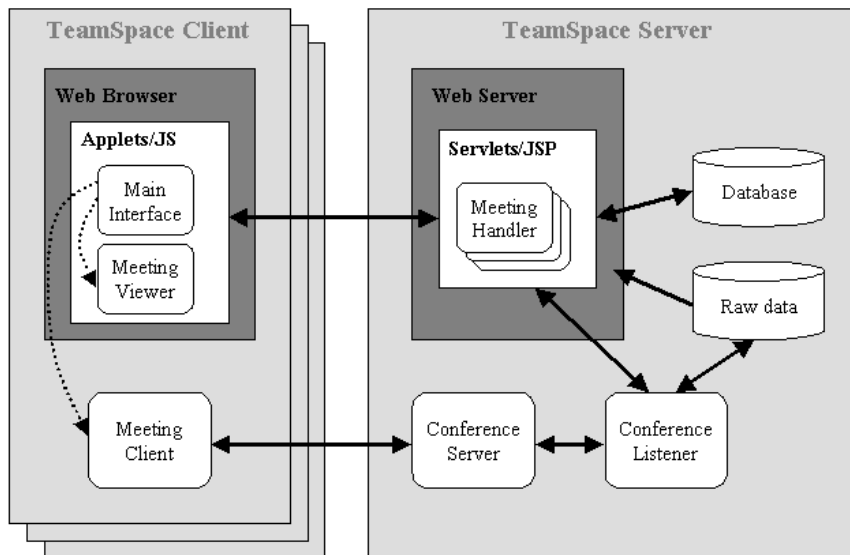 TeamSpace Client
Web Browser
Applets/JS
Main
Interface
Meeting
Viewer
Meeting
Client
TeamSpace Server
Web Server
Servlets/JSP
Meeting
Handler
Database
Raw data
Conference
Server
Conference
Listener